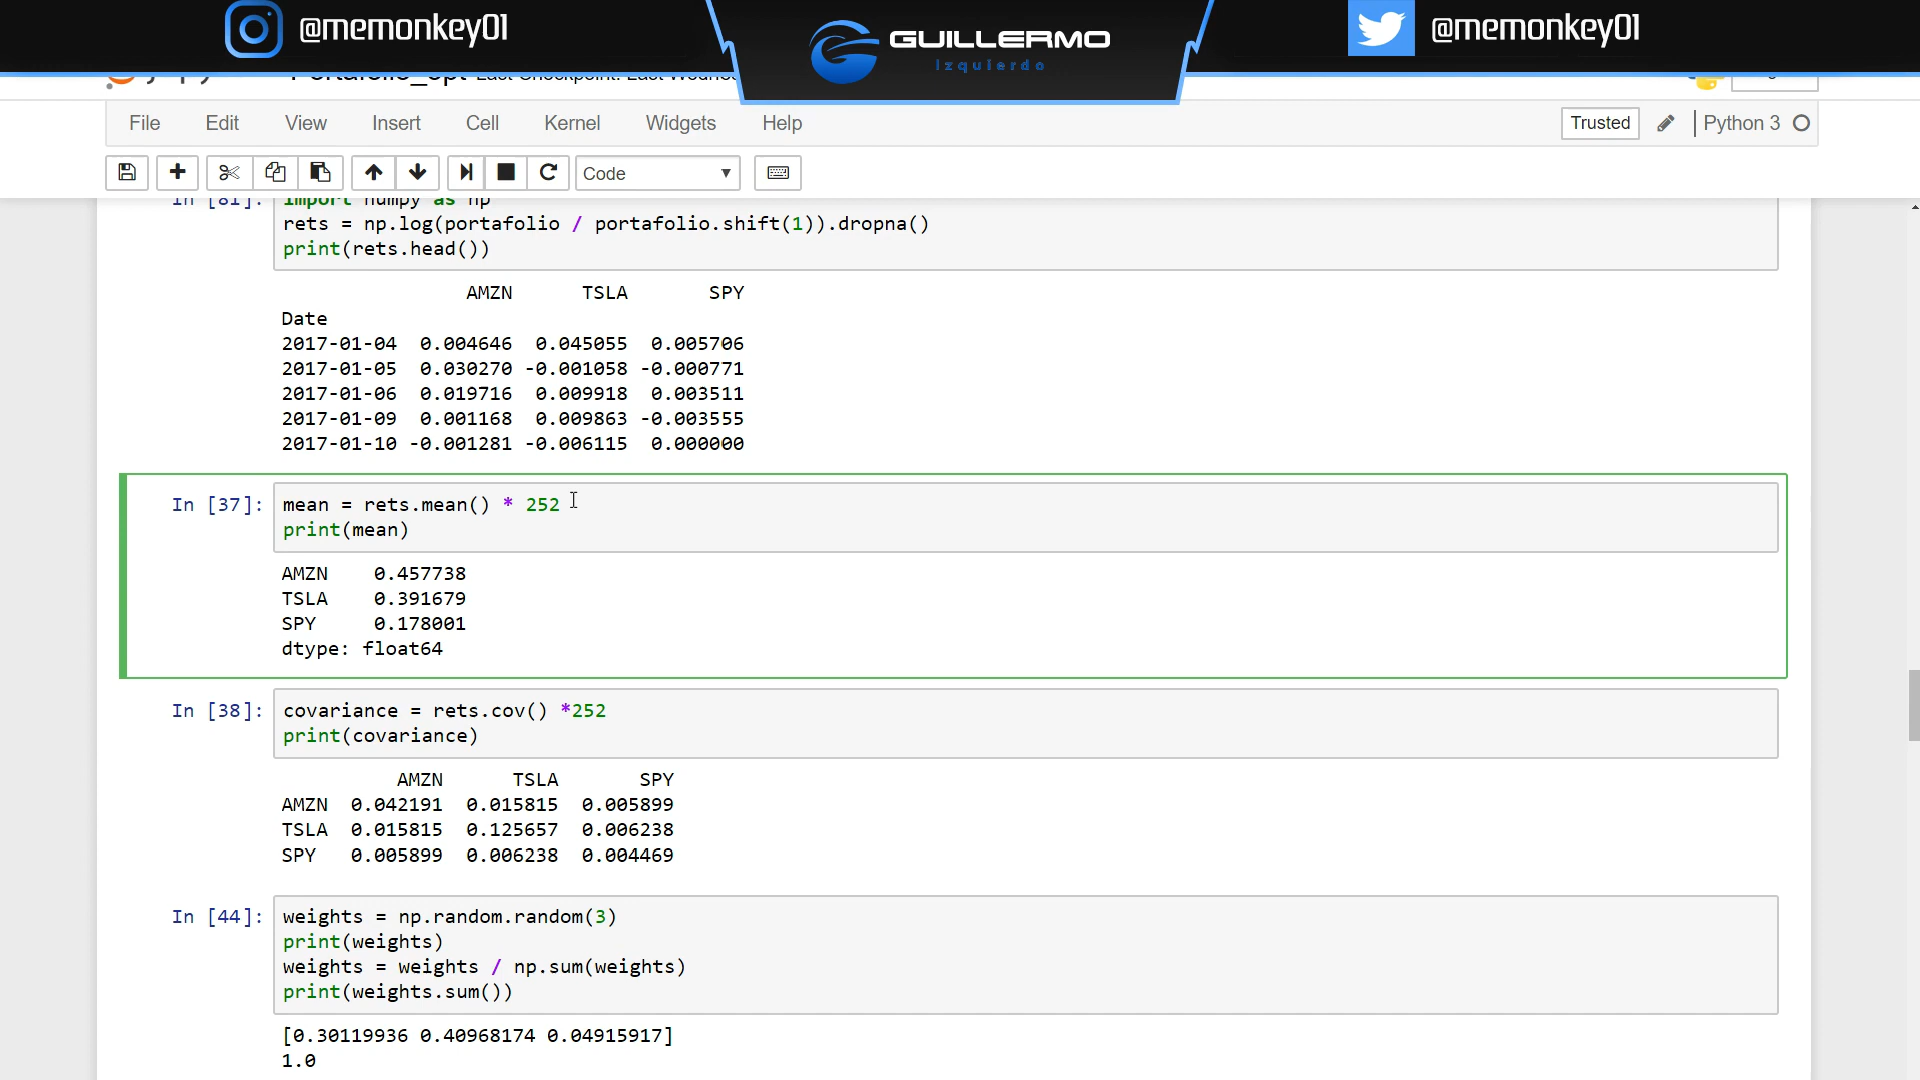 @memonkey01
GUILLERMO
Izquierdo
@memonkey01
File Edit View Insert Cell Kernel Widgets Help
Trusted
Python 3
Code
In [81]: import numpy as np
rets = np.log(portafolio / portafolio.shift(1)).dropna()
print(rets.head())
AMZN TSLA SPY
Date
2017-01-04 0.004646 0.045055 0.005706
2017-01-05 0.030270 -0.001058 -0.000771
2017-01-06 0.019716 0.009918 0.003511
2017-01-09 0.001168 0.009863 -0.003555
2017-01-10 -0.001281 -0.006115 0.000000
In [37]: mean = rets.mean() * 252
print(mean)
AMZN 0.457738
TSLA 0.391679
SPY 0.178001
dtype: float64
In [38]: covariance = rets.cov() *252
print(covariance)
AMZN TSLA SPY
AMZN 0.042191 0.015815 0.005899
TSLA 0.015815 0.125657 0.006238
SPY 0.005899 0.006238 0.004469
In [44]: weights = np.random.random(3)
print(weights)
weights = weights / np.sum(weights)
print(weights.sum())
[0.30119936 0.40968174 0.04915917]
1.0